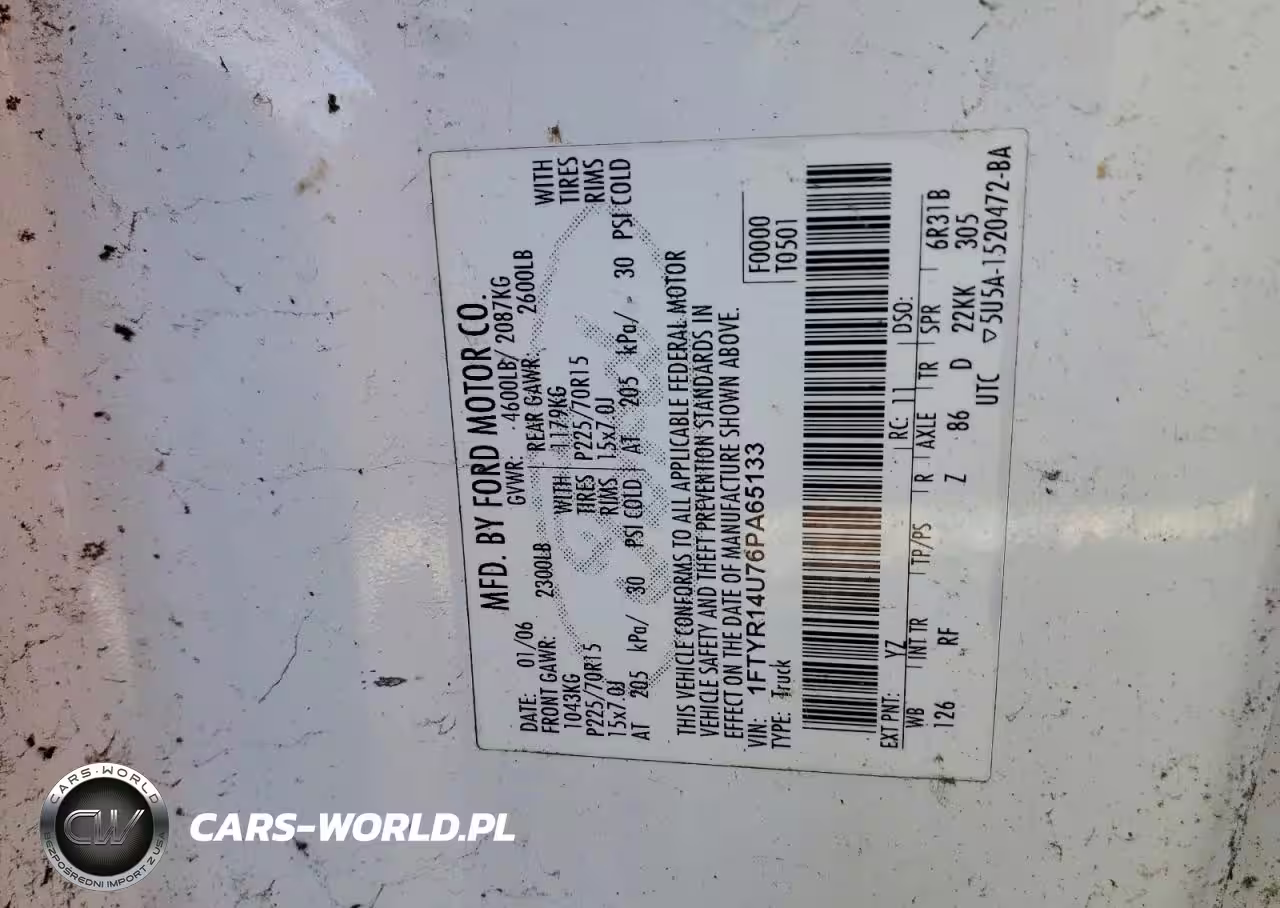 MFD. BY FORD MOTOR CO.
DATE: 01/06 GVWR: 4600LB/ 2087KG
FRONT GAWR: 2300LB REAR GAWR: 2600LB
1043KG WITH 1179KG WITH
P225/70R15 TIRES P225/70R15 TIRES
15x7.0J RIMS 15x7.0J RIMS
AT 205 kPa/ 30 PSI COLD AT 205 kPa/ 30 PSI COLD
THIS VEHICLE CONFORMS TO ALL APPLICABLE FEDERAL MOTOR
VEHICLE SAFETY AND THEFT PREVENTION STANDARDS IN
EFFECT ON THE DATE OF MANUFACTURE SHOWN ABOVE.
VIN: 1FTYR14U76PA65133 F0000
TYPE: Truck T0501
EXT PNT: YZ RC: 11 DSO:
WB INT TR TP/PS R AXLE TR SPR 6R31B
126 RF Z 86 D 22KK 305
UTC ▽5U5A-1520472-BA
CARS-WORLD
CW
BEZPOŚREDNI IMPORT Z USA
CARS-WORLD.PL